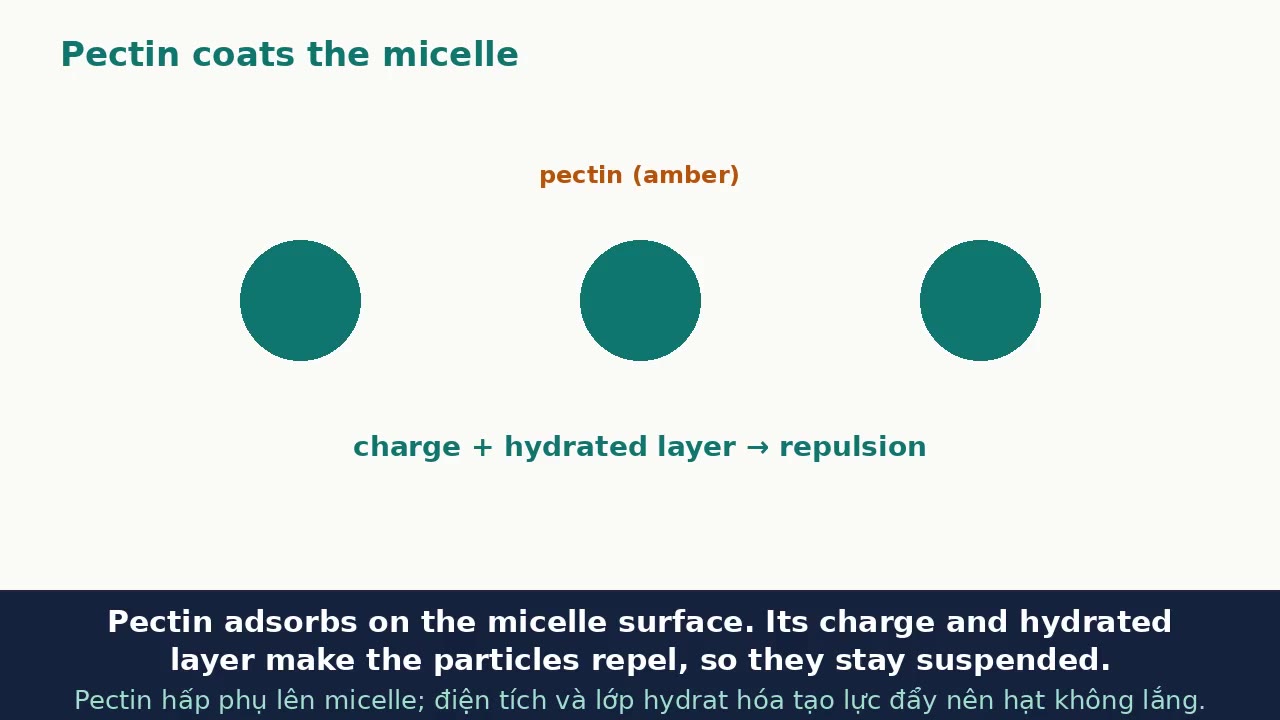 Pectin coats the micelle
pectin (amber)
charge + hydrated layer → repulsion
Pectin adsorbs on the micelle surface. Its charge and hydrated
layer make the particles repel, so they stay suspended.
Pectin hấp phụ lên micelle; điện tích và lớp hydrat hóa tạo lực đẩy nên hạt không lắng.